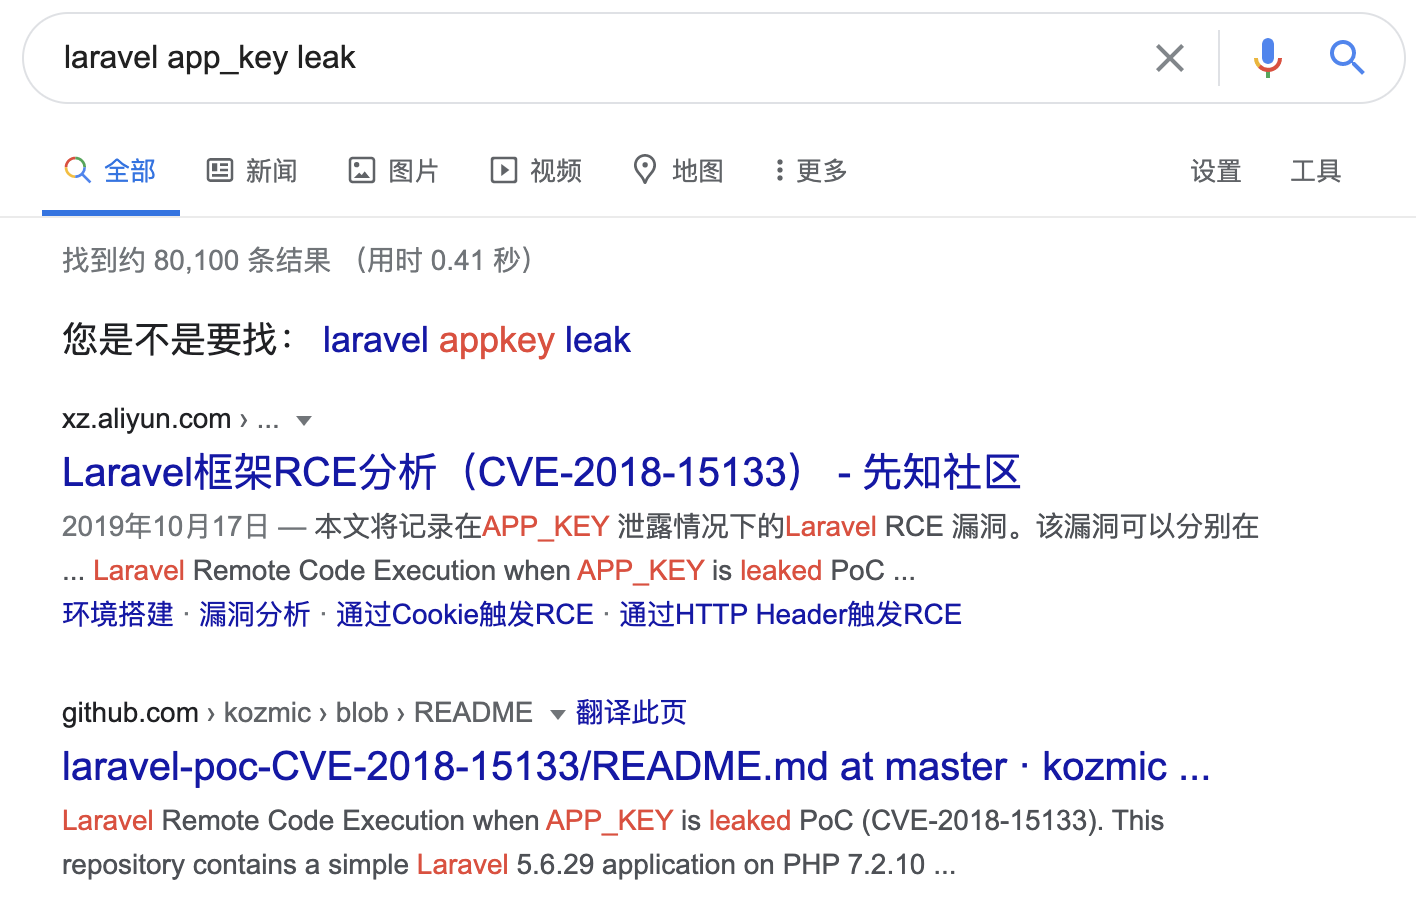 laravel app_key leak
全部 新闻 图片 视频 地图 更多 设置 工具
找到约 80,100 条结果 （用时 0.41 秒）
您是不是要找： laravel appkey leak
xz.aliyun.com › ...
Laravel框架RCE分析（CVE-2018-15133） - 先知社区
2019年10月17日 — 本文将记录在APP_KEY 泄露情况下的Laravel RCE 漏洞。该漏洞可以分别在
... Laravel Remote Code Execution when APP_KEY is leaked PoC ...
环境搭建 · 漏洞分析 · 通过Cookie触发RCE · 通过HTTP Header触发RCE
github.com › kozmic › blob › README 翻译此页
laravel-poc-CVE-2018-15133/README.md at master · kozmic ...
Laravel Remote Code Execution when APP_KEY is leaked PoC (CVE-2018-15133). This
repository contains a simple Laravel 5.6.29 application on PHP 7.2.10 ...